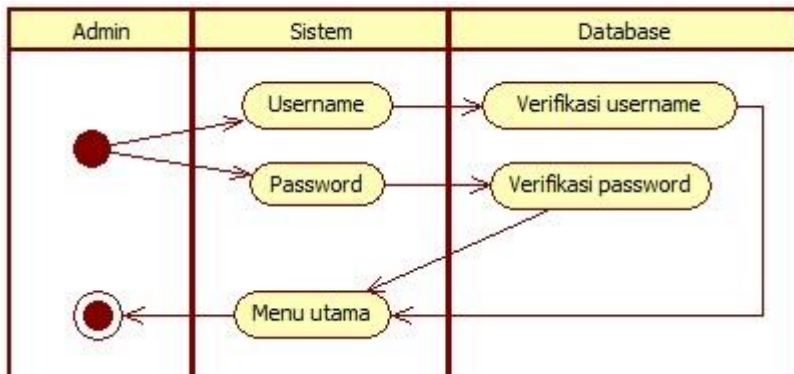 Admin
Sistem
Database
Username
Verifikasi username
Password
Verifikasi password
Menu utama